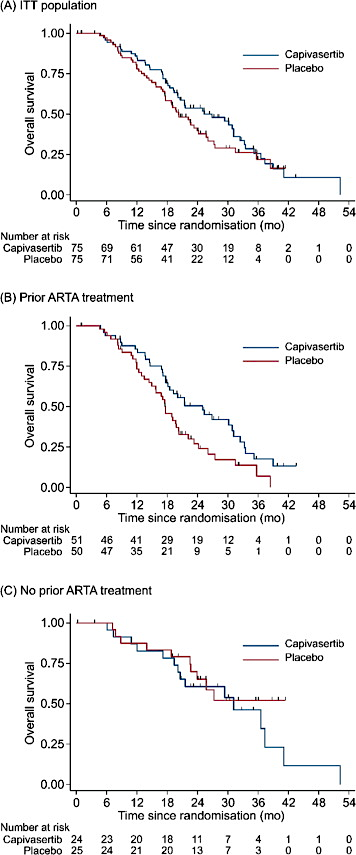 (A) ITT population
Capivasertib
Placebo
1.00
0.75
0.50
0.25
0.00
Overall survival
0 6 12 18 24 30 36 42 48 54
Time since randomisation (mo)
Number at risk
Capivasertib 75 69 61 47 30 19 8 2 1 0
Placebo 75 71 56 41 22 12 4 0 0 0
(B) Prior ARTA treatment
Capivasertib
Placebo
1.00
0.75
0.50
0.25
0.00
Overall survival
0 6 12 18 24 30 36 42 48 54
Time since randomisation (mo)
Number at risk
Capivasertib 51 46 41 29 19 12 4 1 0 0
Placebo 50 47 35 21 9 5 1 0 0 0
(C) No prior ARTA treatment
Capivasertib
Placebo
1.00
0.75
0.50
0.25
0.00
Overall survival
0 6 12 18 24 30 36 42 48 54
Time since randomisation (mo)
Number at risk
Capivasertib 24 23 20 18 11 7 4 1 1 0
Placebo 25 24 21 20 13 7 3 0 0 0